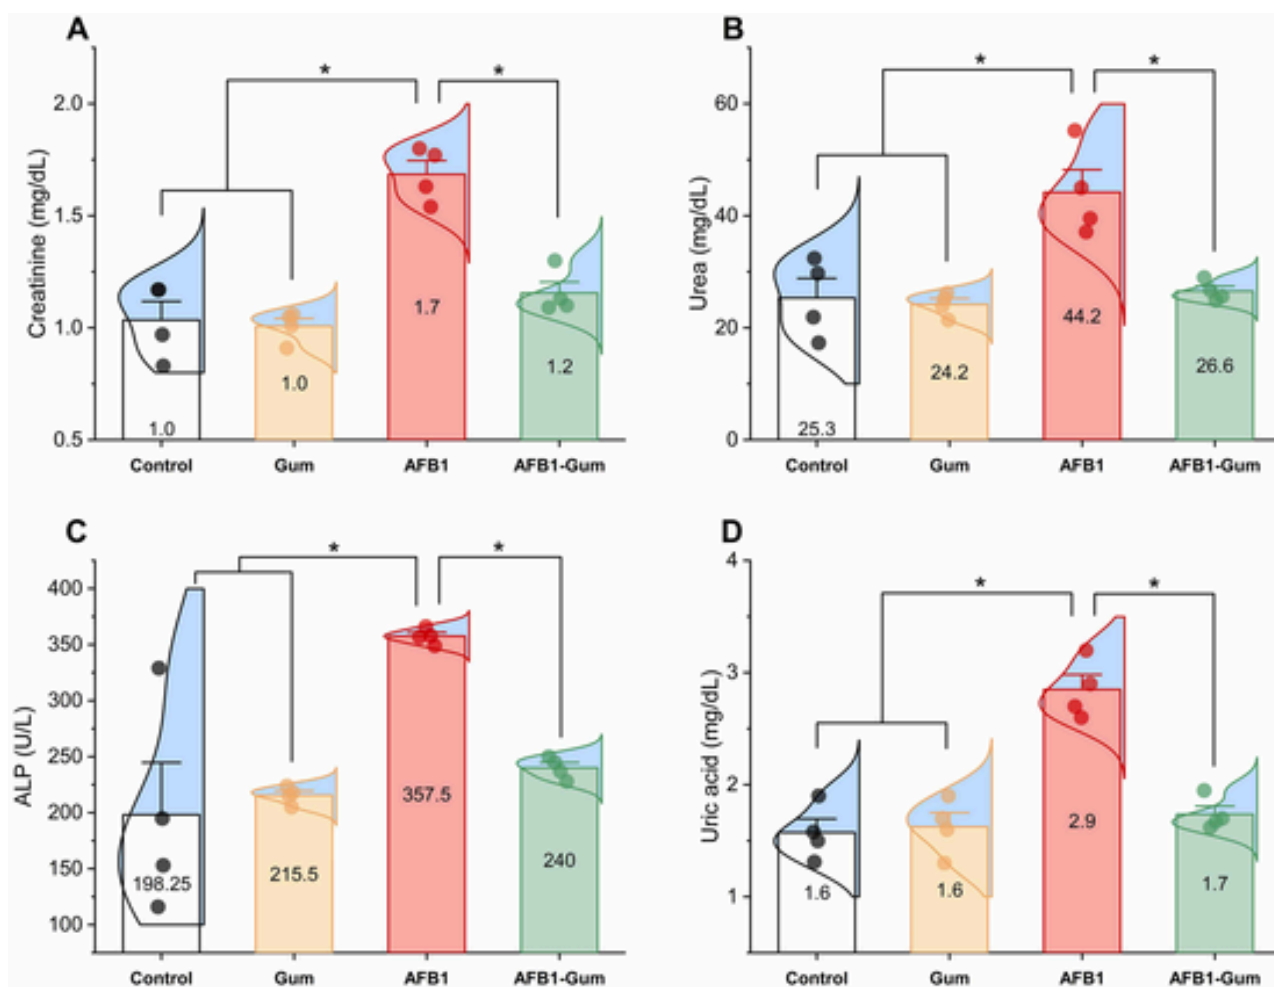 A
*
*
Creatinine (mg/dL)
2.0
1.5
1.0
0.5
1.0
1.0
1.7
1.2
Control
Gum
AFB1
AFB1-Gum
B
*
*
Urea (mg/dL)
60
40
20
0
25.3
24.2
44.2
26.6
Control
Gum
AFB1
AFB1-Gum
C
*
*
ALP (U/L)
400
350
300
250
200
150
100
198.25
215.5
357.5
240
Control
Gum
AFB1
AFB1-Gum
D
*
*
Uric acid (mg/dL)
4
3
2
1
1.6
1.6
2.9
1.7
Control
Gum
AFB1
AFB1-Gum